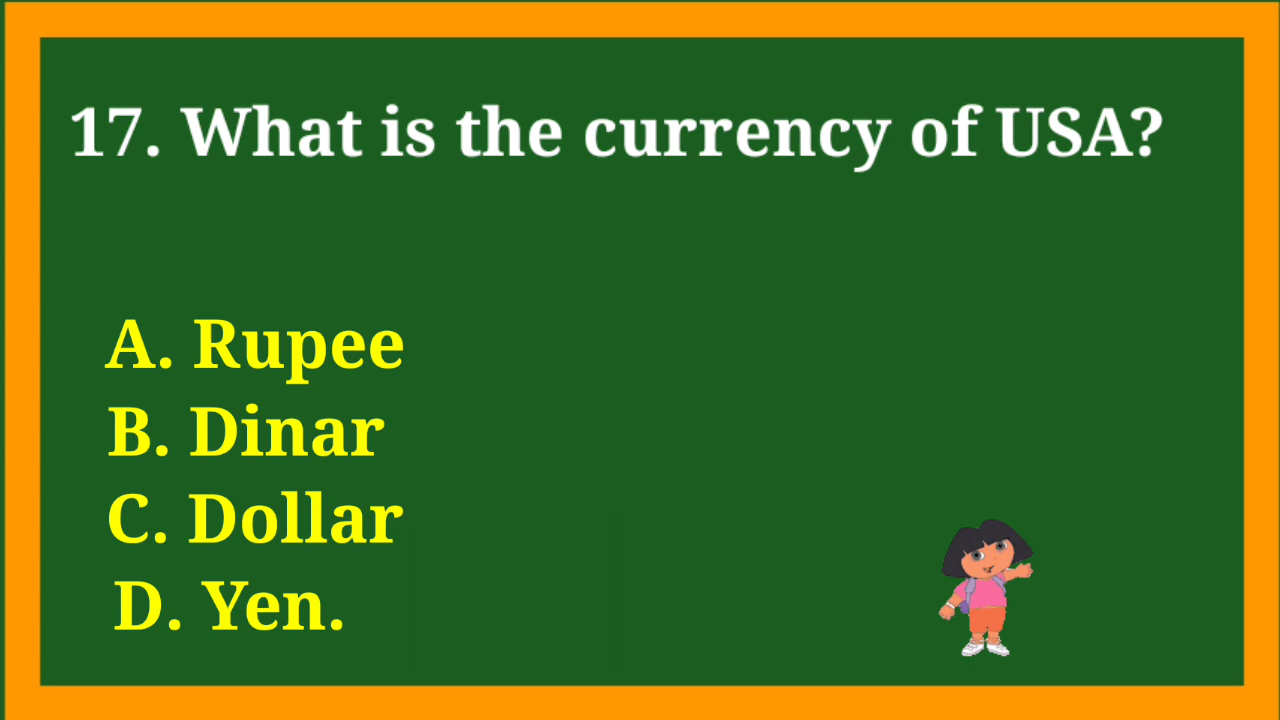 17. What is the currency of USA?
A. Rupee
B. Dinar
C. Dollar
D. Yen.